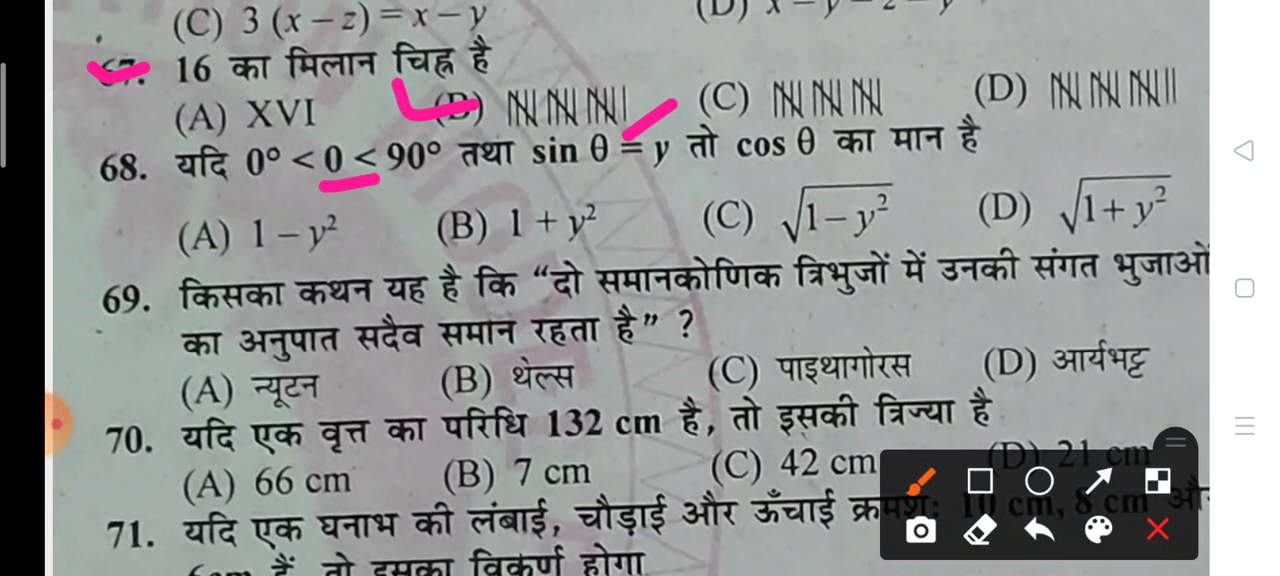 (C) 3 (x – z) = x – y (D) x – y – z – y
67. 16 का मिलान चिह्न है
(A) XVI (B) 𝍸𝍸𝍸| (C) 𝍸𝍸𝍸 (D) 𝍸𝍸𝍸||
68. यदि 0° < 0 < 90° तथा sin θ = y तो cos θ का मान है
(A) 1 – y² (B) 1 + y² (C) √1 – y² (D) √1 + y²
69. किसका कथन यह है कि “दो समानकोणिक त्रिभुजों में उनकी संगत भुजाओं
का अनुपात सदैव समान रहता है” ?
(A) न्यूटन (B) थेल्स (C) पाइथागोरस (D) आर्यभट्ट
70. यदि एक वृत्त का परिधि 132 cm है, तो इसकी त्रिज्या है
(A) 66 cm (B) 7 cm (C) 42 cm (D) 21 cm
71. यदि एक घनाभ की लंबाई, चौड़ाई और ऊँचाई क्रमशः 10 cm, 8 cm और
6cm हैं, तो इसका विकर्ण होगा